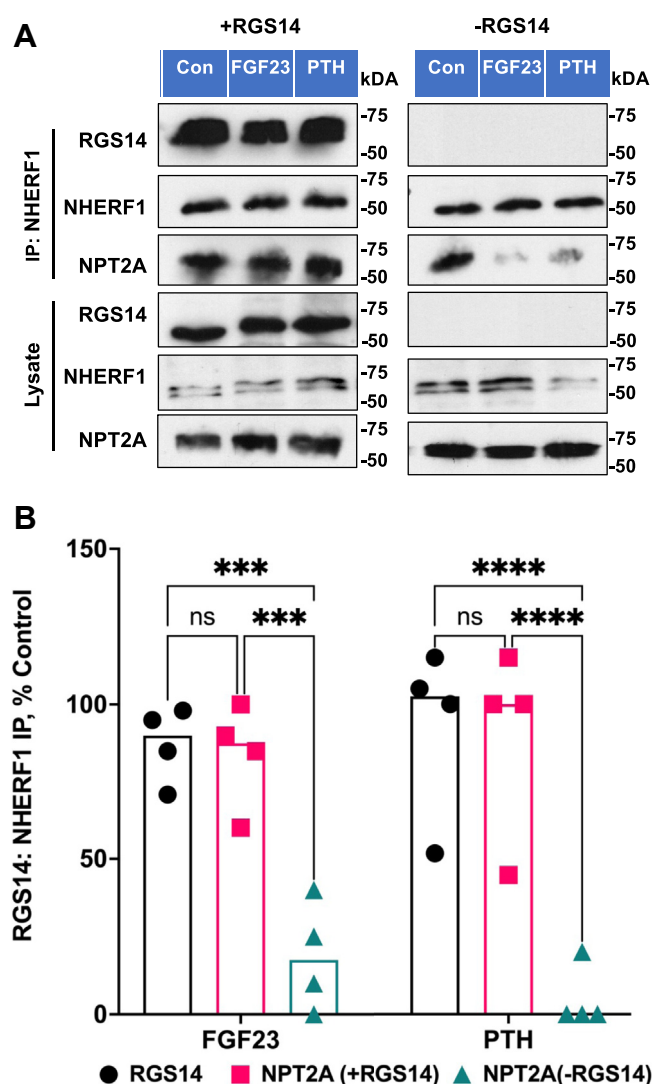 A
+RGS14 -RGS14
Con FGF23 PTH kDA Con FGF23 PTH kDA
IP: NHERF1
RGS14 -75 -75
-50 -50
NHERF1 -75 -75
-50 -50
NPT2A -75 -75
-50 -50
Lysate
RGS14 -75 -75
-50 -50
NHERF1 -75 -75
-50 -50
NPT2A -75 -75
-50 -50
B
RGS14: NHERF1 IP, % Control
150
*** ****
ns *** ns ****
100
50
0
FGF23 PTH
RGS14 NPT2A (+RGS14) NPT2A(-RGS14)